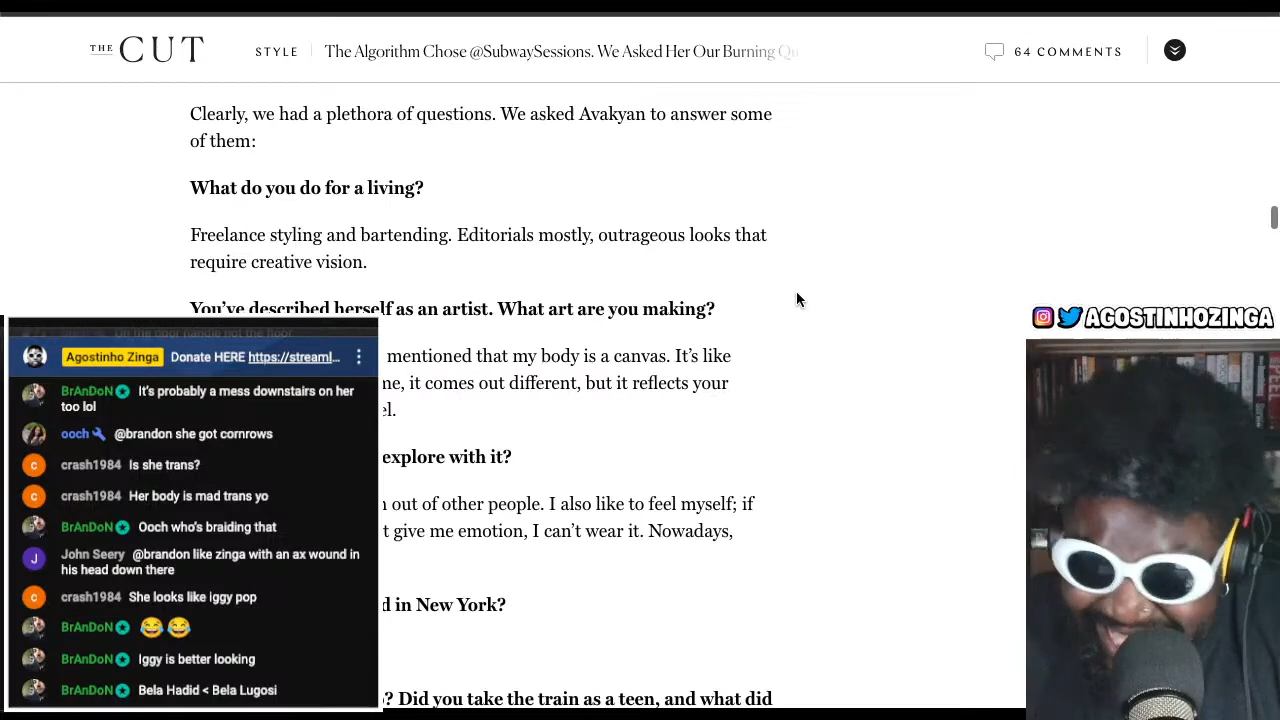 THE CUT
STYLE
The Algorithm Chose @SubwaySessions. We Asked Her Our Burning Qu
64 COMMENTS
Clearly, we had a plethora of questions. We asked Avakyan to answer some
of them:
What do you do for a living?
Freelance styling and bartending. Editorials mostly, outrageous looks that
require creative vision.
You've described herself as an artist. What art are you making?
mentioned that my body is a canvas. It's like
me, it comes out different, but it reflects your
el.
explore with it?
out of other people. I also like to feel myself; if
t give me emotion, I can't wear it. Nowadays,
d in New York?
? Did you take the train as a teen, and what did
On the door handle not the floor
Agostinho Zinga Donate HERE https://streaml...
BrAnDoN It's probably a mess downstairs on her
too lol
ooch @brandon she got cornrows
crash1984 Is she trans?
crash1984 Her body is mad trans yo
BrAnDoN Ooch who's braiding that
John Seery @brandon like zinga with an ax wound in
his head down there
crash1984 She looks like iggy pop
BrAnDoN 😂😂
BrAnDoN Iggy is better looking
BrAnDoN Bela Hadid < Bela Lugosi
AGOSTINHOZINGA